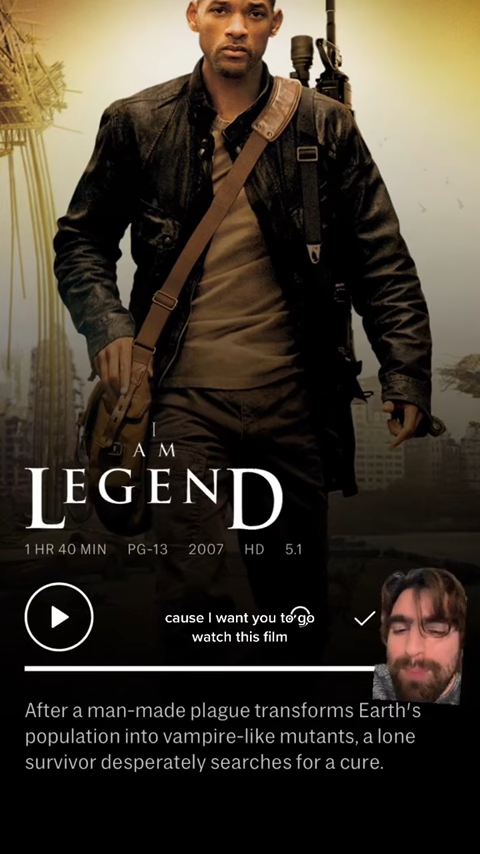 I
AM
LEGEND
1 HR 40 MIN PG-13 2007 HD 5.1
cause I want you to go
watch this film
After a man-made plague transforms Earth's
population into vampire-like mutants, a lone
survivor desperately searches for a cure.